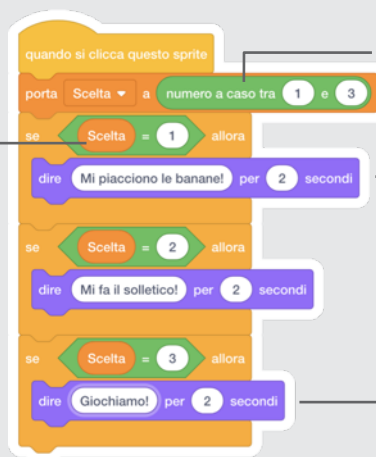 quando si clicca questo sprite
porta Scelta a numero a caso tra 1 e 3
se Scelta = 1 allora
dire Mi piacciono le banane! per 2 secondi
se Scelta = 2 allora
dire Mi fa il solletico! per 2 secondi
se Scelta = 3 allora
dire Giochiamo! per 2 secondi